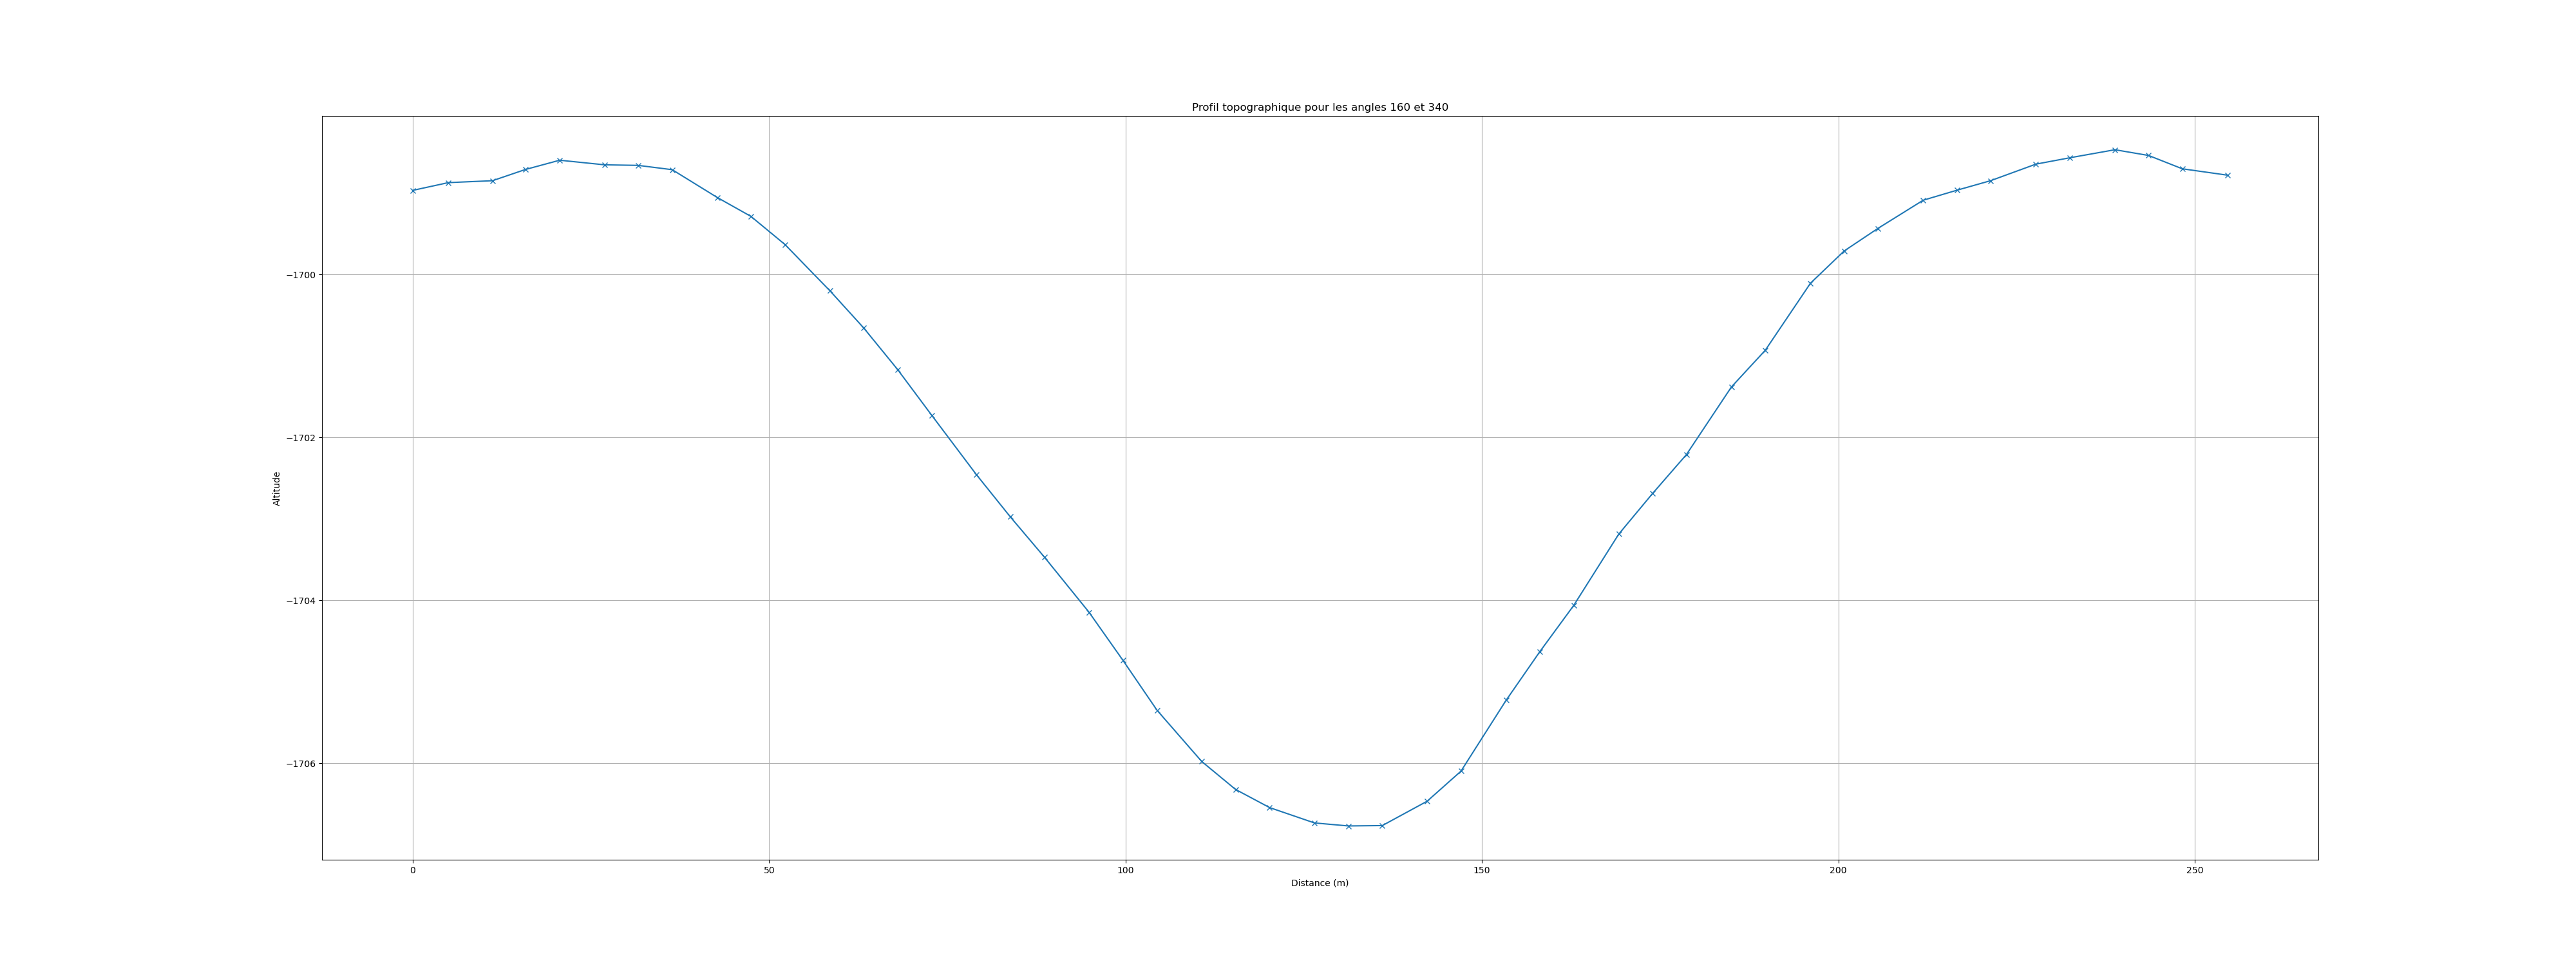 Profil topographique pour les angles 160 et 340
Altitude
−1700
−1702
−1704
−1706
0 50 100 150 200 250
Distance (m)